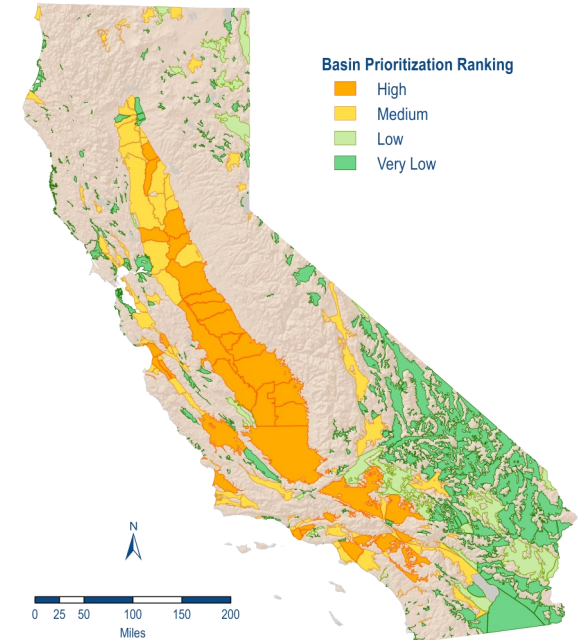 Basin Prioritization Ranking
High
Medium
Low
Very Low
N
0 25 50 100 150 200
Miles